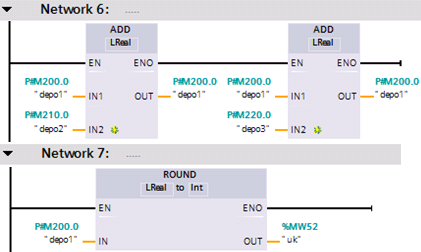 Network 6: .....
ADD ADD
LReal LReal
EN ENO EN ENO
P#M200.0 P#M200.0 P#M200.0 P#M200.0
"depo1" IN1 OUT "depo1" "depo1" IN1 OUT "depo1"
P#M210.0 P#M220.0
"depo2" IN2 "depo3" IN2
Network 7: .....
ROUND
LReal to Int
EN ENO
P#M200.0 %MW52
"depo1" IN OUT "uk"